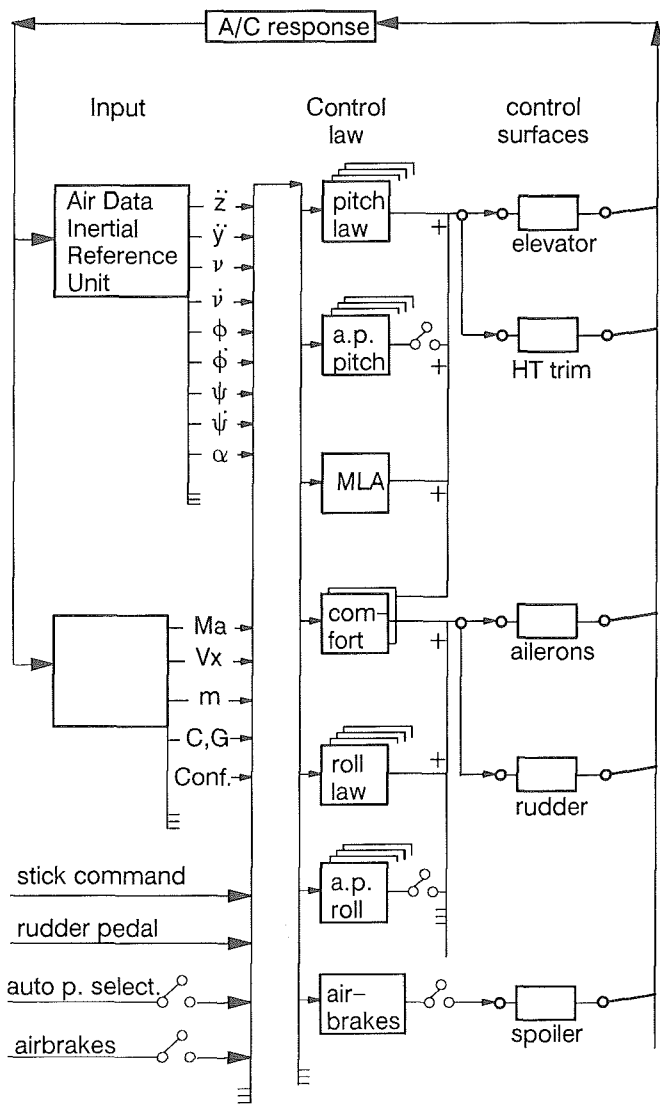 A/C response
Input
Control
law
control
surfaces
Air Data
Inertial
Reference
Unit
z̈
ÿ
ν
ν̇
ϕ
ϕ̇
ψ
ψ̇
α
pitch
law
+
elevator
a.p.
pitch
+
HT trim
MLA
+
Ma
Vx
m
C,G
Conf.
com-
fort
+
ailerons
roll
law
+
rudder
a.p.
roll
stick command
rudder pedal
auto p. select.
airbrakes
air-
brakes
spoiler